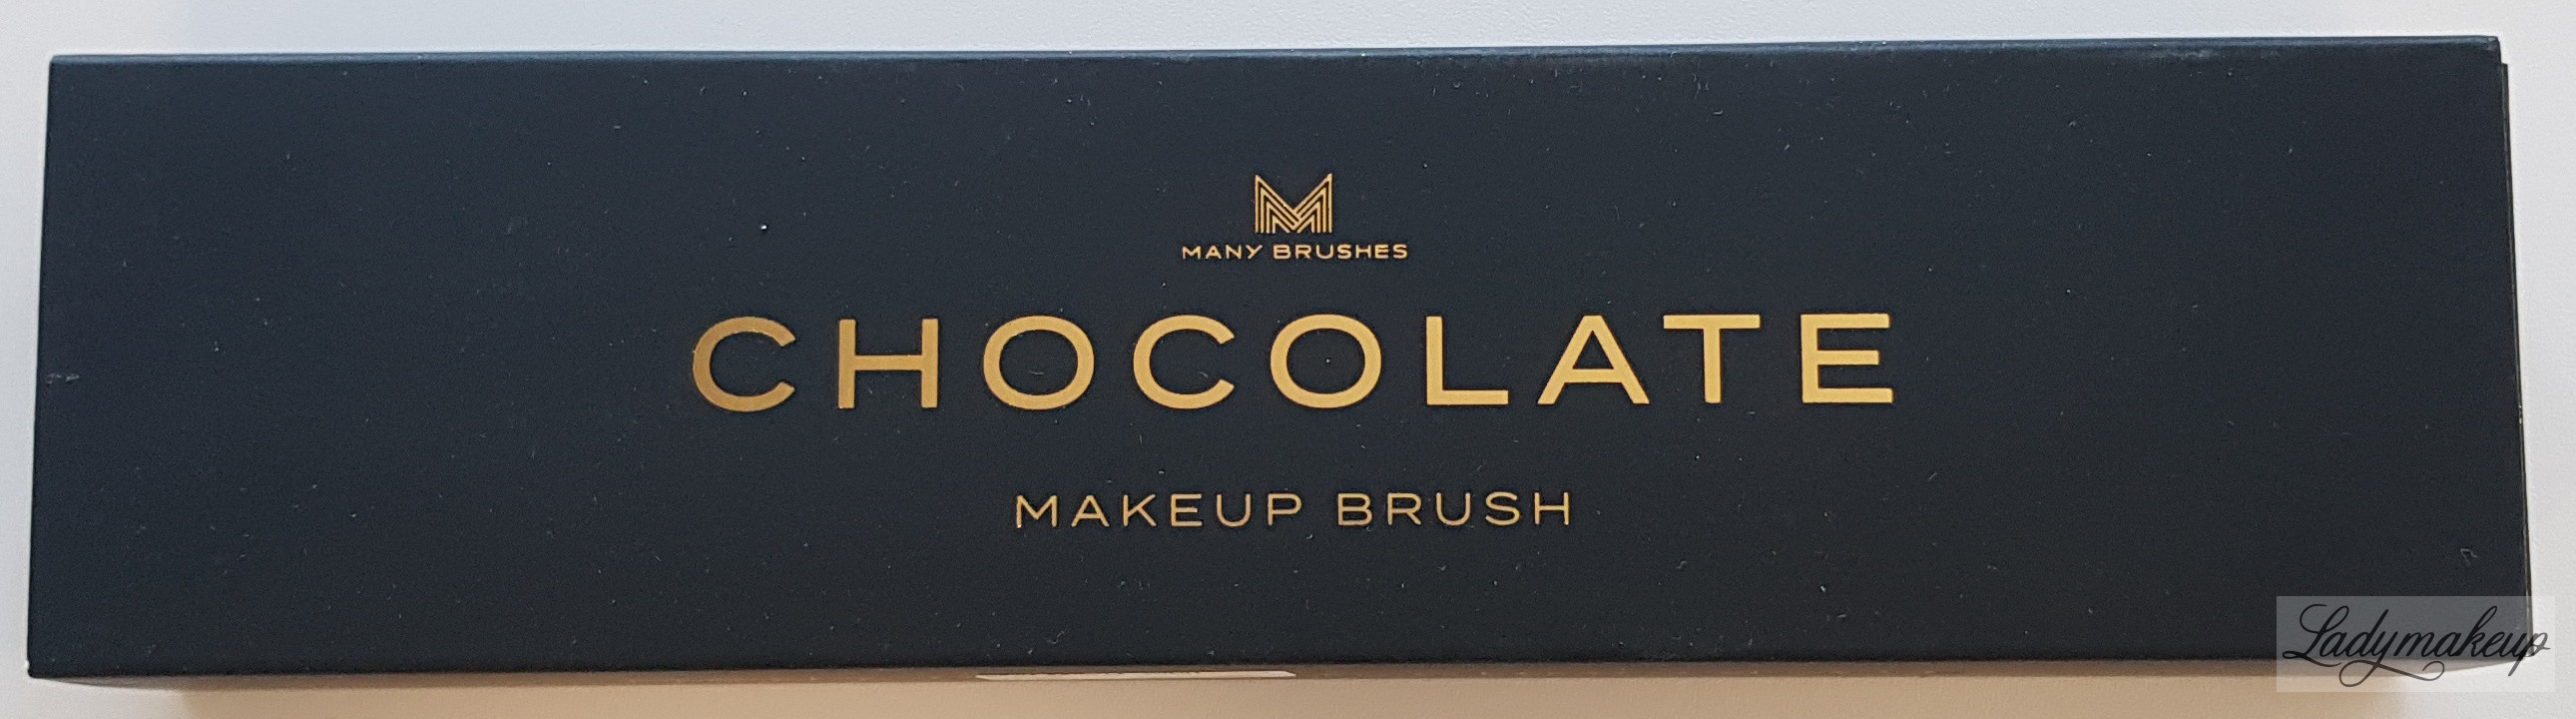 MANY BRUSHES
CHOCOLATE
MAKEUP BRUSH
Ladymakeup